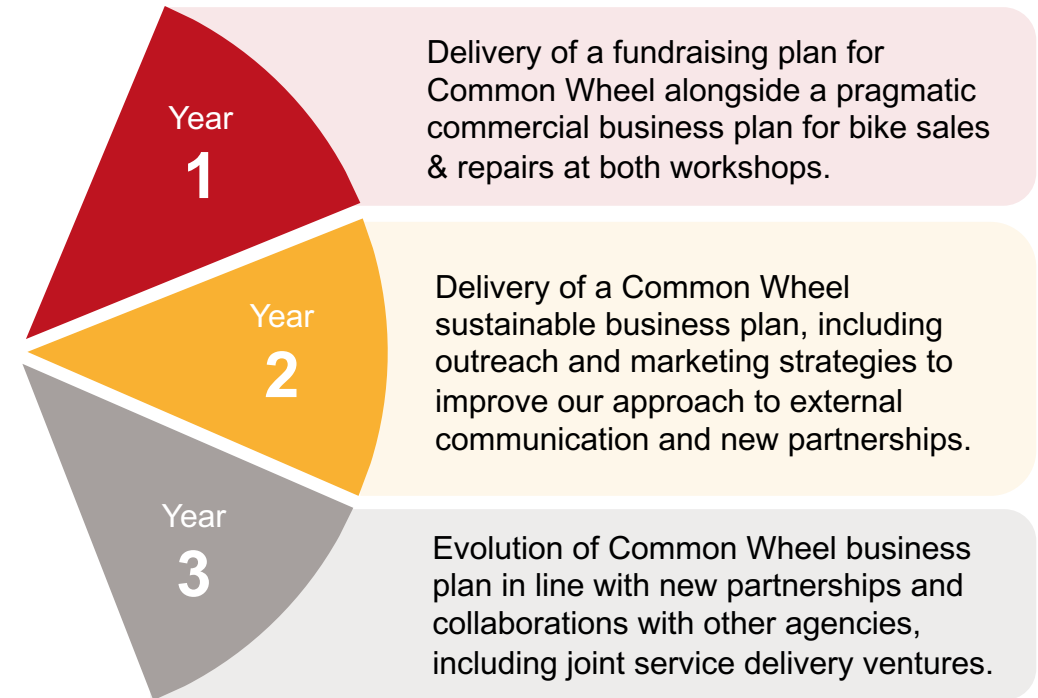 Year
1
Delivery of a fundraising plan for
Common Wheel alongside a pragmatic
commercial business plan for bike sales
& repairs at both workshops.
Year
2
Delivery of a Common Wheel
sustainable business plan, including
outreach and marketing strategies to
improve our approach to external
communication and new partnerships.
Year
3
Evolution of Common Wheel business
plan in line with new partnerships and
collaborations with other agencies,
including joint service delivery ventures.